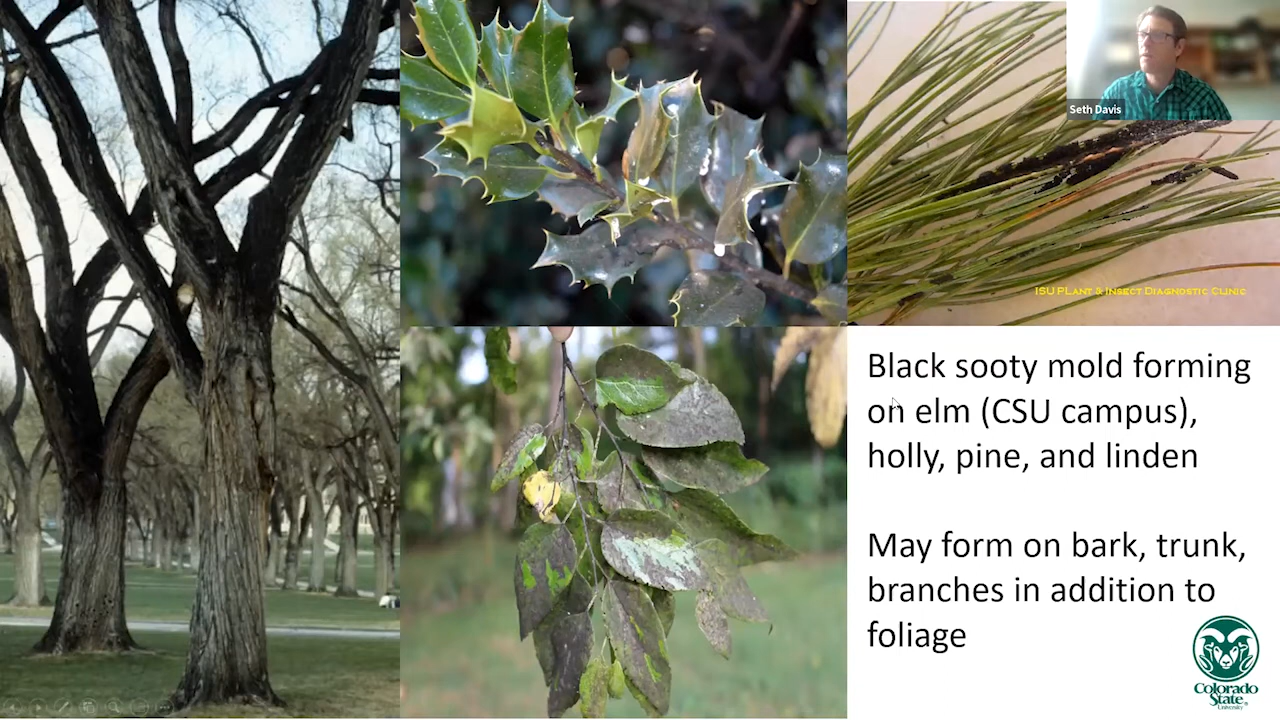 Seth Davis
ISU Plant & Insect Diagnostic Clinic
Black sooty mold forming
on elm (CSU campus),
holly, pine, and linden
May form on bark, trunk,
branches in addition to
foliage
Colorado
State
University